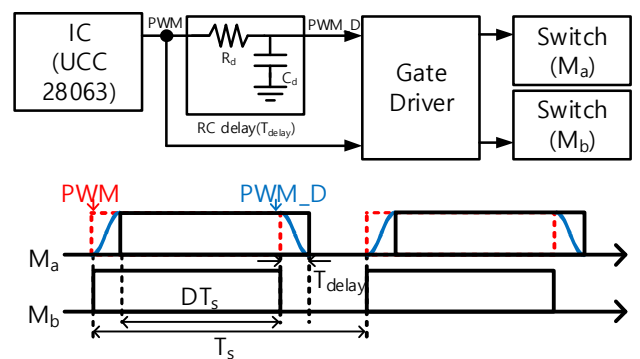 IC
(UCC
28063)
PWM
R_d
C_d
PWM_D
RC delay(T_delay)
Gate
Driver
Switch
(M_a)
Switch
(M_b)
PWM
PWM_D
M_a
T_delay
M_b
DT_s
T_s